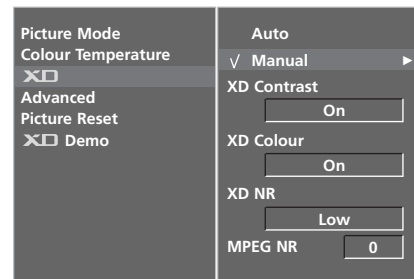 Picture Mode
Colour Temperature
XD
Advanced
Picture Reset
XD Demo
Auto
√ Manual ►
XD Contrast
On
XD Colour
On
XD NR
Low
MPEG NR 0